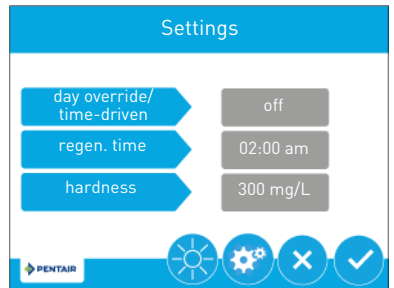 Settings
day override/
time-driven
off
regen. time
02:00 am
hardness
300 mg/L
PENTAIR